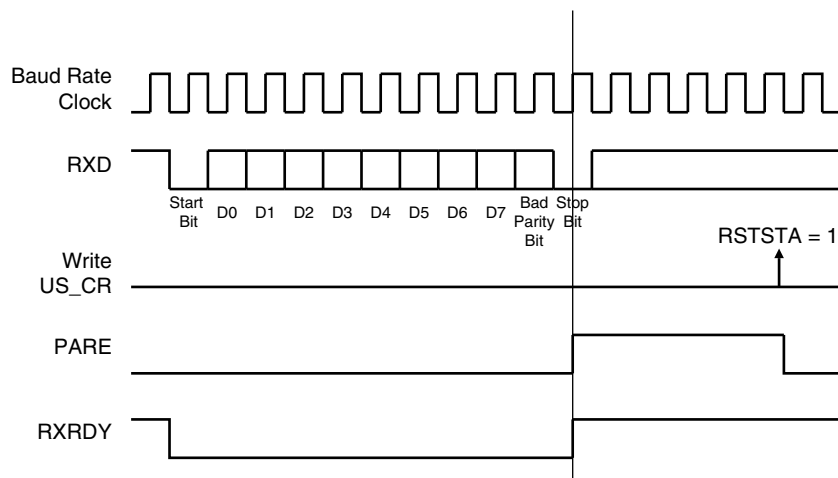 Baud Rate
Clock
RXD
Start
Bit
D0
D1
D2
D3
D4
D5
D6
D7
Bad
Parity
Bit
Stop
Bit
RSTSTA = 1
Write
US_CR
PARE
RXRDY